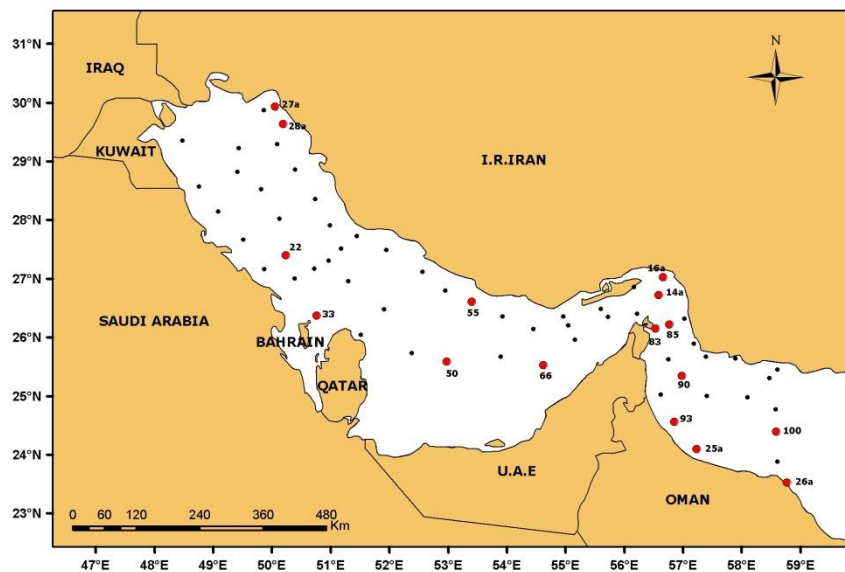 31°N
30°N
29°N
28°N
27°N
26°N
25°N
24°N
23°N
N
IRAQ
27a
28a
KUWAIT
I.R.IRAN
22
16a
14a
SAUDI ARABIA
33
55
BAHRAIN
83
85
QATAR
50
66
90
93
100
25a
U.A.E
26a
OMAN
0 60 120 240 360 480
Km
47°E 48°E 49°E 50°E 51°E 52°E 53°E 54°E 55°E 56°E 57°E 58°E 59°E